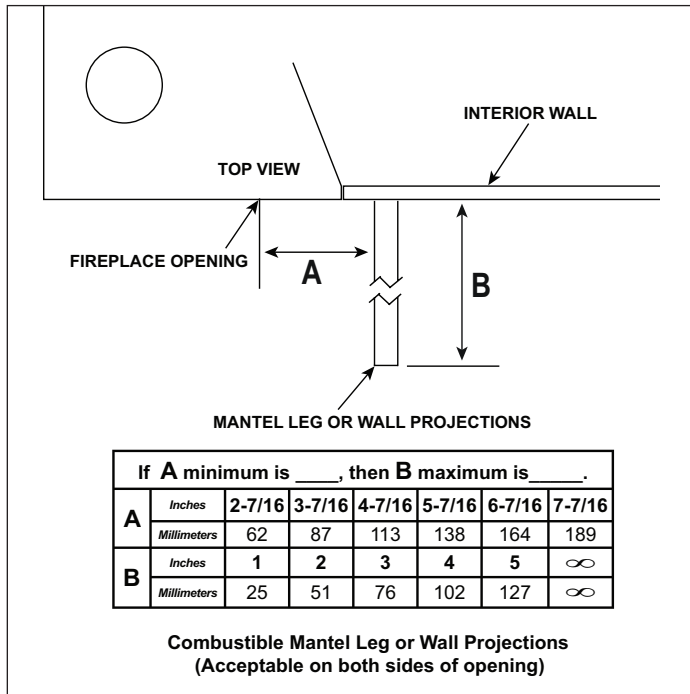 INTERIOR WALL
TOP VIEW
FIREPLACE OPENING
A
B
MANTEL LEG OR WALL PROJECTIONS
If A minimum is ____, then B maximum is_____.
A Inches 2-7/16 3-7/16 4-7/16 5-7/16 6-7/16 7-7/16
Millimeters 62 87 113 138 164 189
B Inches 1 2 3 4 5 ∞
Millimeters 25 51 76 102 127 ∞
Combustible Mantel Leg or Wall Projections
(Acceptable on both sides of opening)